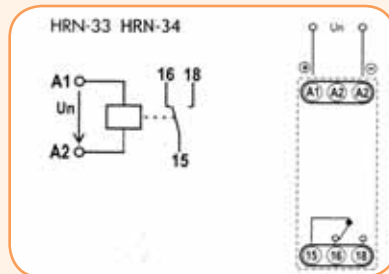 HRN-33 HRN-34
A1
Un
A2
16 18
15
Un
⊕ ⊖
A1 A2 A2
15 16 18